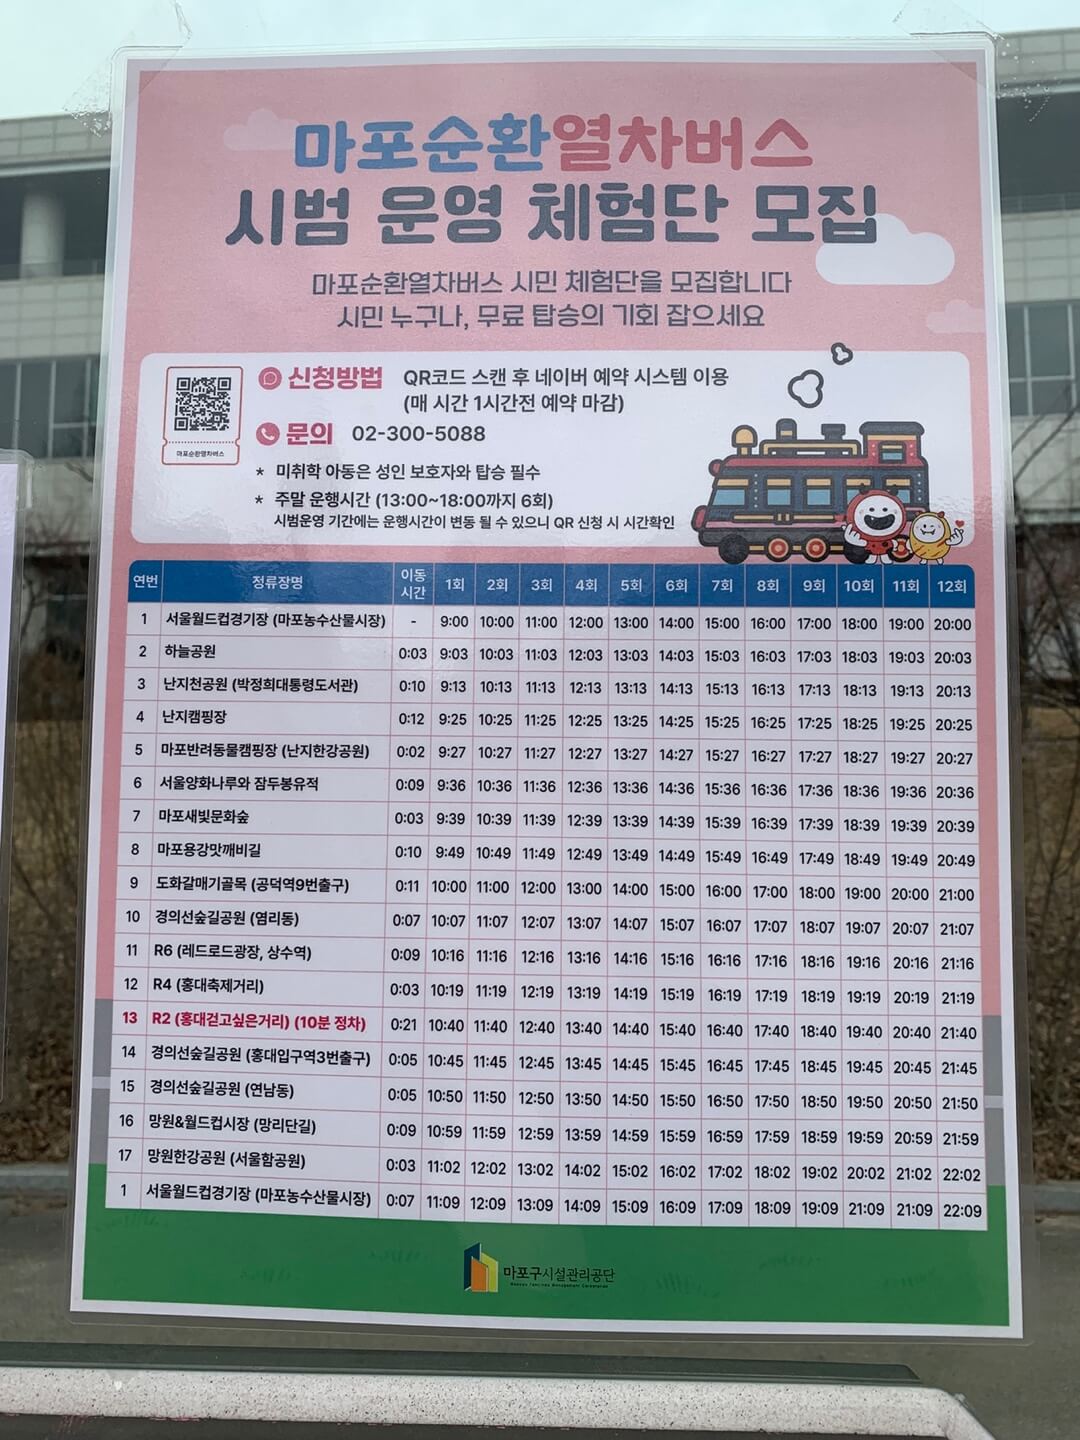 마포순환열차버스
시범 운영 체험단 모집
마포순환열차버스 시민 체험단을 모집합니다
시민 누구나, 무료 탑승의 기회 잡으세요
마포순환열차버스
신청방법 QR코드 스캔 후 네이버 예약 시스템 이용
(매 시간 1시간전 예약 마감)
문의 02-300-5088
* 미취학 아동은 성인 보호자와 탑승 필수
* 주말 운행시간 (13:00~18:00까지 6회)
시범운영 기간에는 운행시간이 변동 될 수 있으니 QR 신청 시 시간확인
연번 정류장명 이동시간 1회 2회 3회 4회 5회 6회 7회 8회 9회 10회 11회 12회
1 서울월드컵경기장 (마포농수산물시장) - 9:00 10:00 11:00 12:00 13:00 14:00 15:00 16:00 17:00 18:00 19:00 20:00
2 하늘공원 0:03 9:03 10:03 11:03 12:03 13:03 14:03 15:03 16:03 17:03 18:03 19:03 20:03
3 난지천공원 (박정희대통령도서관) 0:10 9:13 10:13 11:13 12:13 13:13 14:13 15:13 16:13 17:13 18:13 19:13 20:13
4 난지캠핑장 0:12 9:25 10:25 11:25 12:25 13:25 14:25 15:25 16:25 17:25 18:25 19:25 20:25
5 마포반려동물캠핑장 (난지한강공원) 0:02 9:27 10:27 11:27 12:27 13:27 14:27 15:27 16:27 17:27 18:27 19:27 20:27
6 서울양화나루와 잠두봉유적 0:09 9:36 10:36 11:36 12:36 13:36 14:36 15:36 16:36 17:36 18:36 19:36 20:36
7 마포새빛문화숲 0:03 9:39 10:39 11:39 12:39 13:39 14:39 15:39 16:39 17:39 18:39 19:39 20:39
8 마포용강맛깨비길 0:10 9:49 10:49 11:49 12:49 13:49 14:49 15:49 16:49 17:49 18:49 19:49 20:49
9 도화갈매기골목 (공덕역9번출구) 0:11 10:00 11:00 12:00 13:00 14:00 15:00 16:00 17:00 18:00 19:00 20:00 21:00
10 경의선숲길공원 (염리동) 0:07 10:07 11:07 12:07 13:07 14:07 15:07 16:07 17:07 18:07 19:07 20:07 21:07
11 R6 (레드로드광장, 상수역) 0:09 10:16 11:16 12:16 13:16 14:16 15:16 16:16 17:16 18:16 19:16 20:16 21:16
12 R4 (홍대축제거리) 0:03 10:19 11:19 12:19 13:19 14:19 15:19 16:19 17:19 18:19 19:19 20:19 21:19
13 R2 (홍대걷고싶은거리) (10분 정차) 0:21 10:40 11:40 12:40 13:40 14:40 15:40 16:40 17:40 18:40 19:40 20:40 21:40
14 경의선숲길공원 (홍대입구역3번출구) 0:05 10:45 11:45 12:45 13:45 14:45 15:45 16:45 17:45 18:45 19:45 20:45 21:45
15 경의선숲길공원 (연남동) 0:05 10:50 11:50 12:50 13:50 14:50 15:50 16:50 17:50 18:50 19:50 20:50 21:50
16 망원&월드컵시장 (망리단길) 0:09 10:59 11:59 12:59 13:59 14:59 15:59 16:59 17:59 18:59 19:59 20:59 21:59
17 망원한강공원 (서울함공원) 0:03 11:02 12:02 13:02 14:02 15:02 16:02 17:02 18:02 19:02 20:02 21:02 22:02
1 서울월드컵경기장 (마포농수산물시장) 0:07 11:09 12:09 13:09 14:09 15:09 16:09 17:09 18:09 19:09 21:09 21:09 22:09
마포구시설관리공단